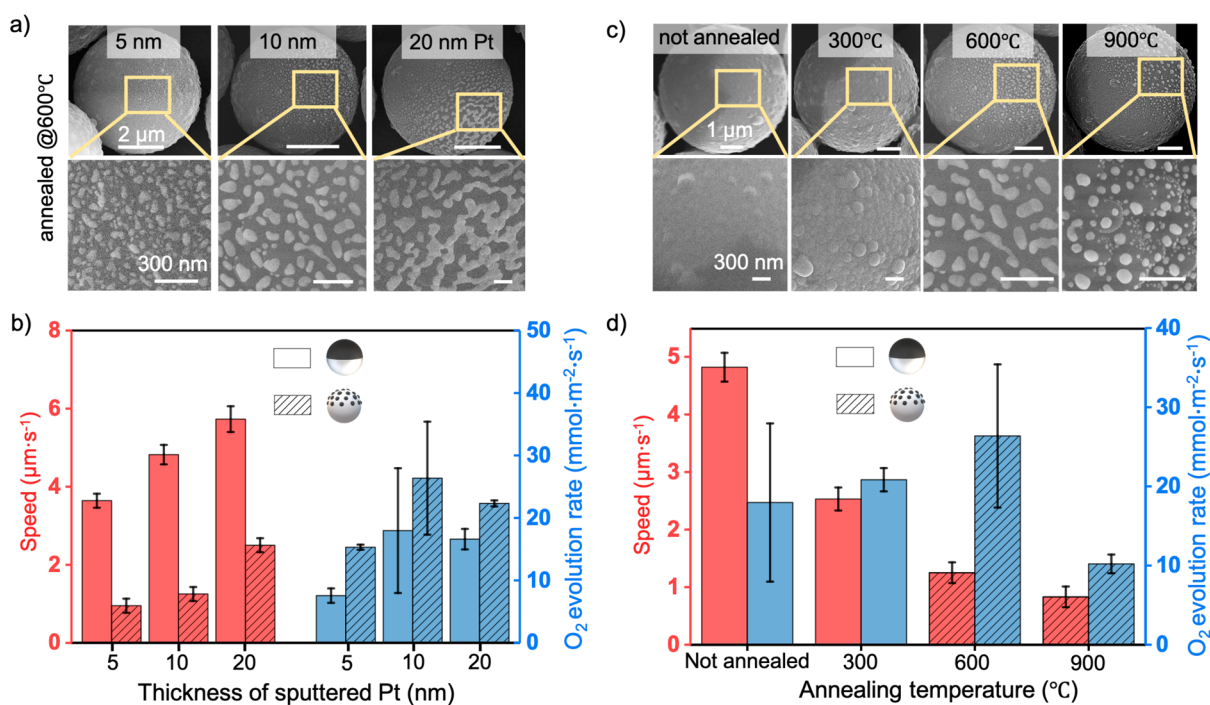 a)
5 nm
10 nm
20 nm Pt
annealed @600℃
2 µm
300 nm
b)
8
6
4
2
0
Speed (µm·s-1)
50
40
30
20
10
0
O2 evolution rate (mmol·m-2·s-1)
5
10
20
5
10
20
Thickness of sputtered Pt (nm)
c)
not annealed
300℃
600℃
900℃
1 µm
300 nm
d)
5
4
3
2
1
0
Speed (µm·s-1)
40
30
20
10
0
O2 evolution rate (mmol·m-2·s-1)
Not annealed
300
600
900
Annealing temperature (℃)